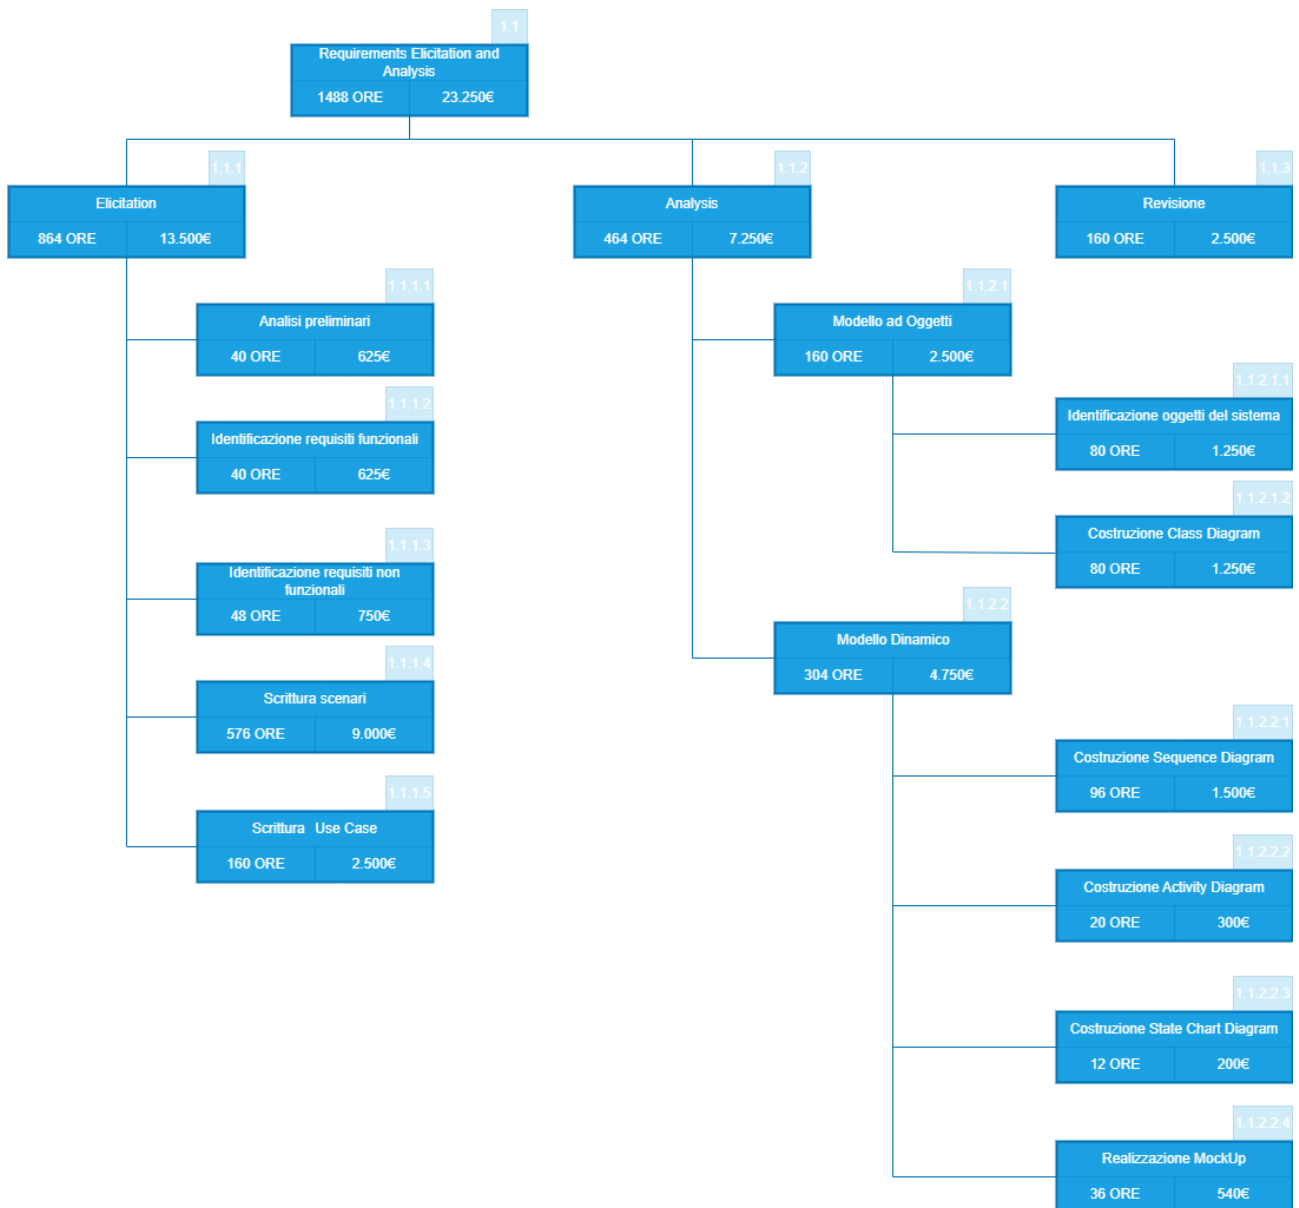 1.1
Requirements Elicitation and
Analysis
1488 ORE 23.250€
1.1.1
Elicitation
864 ORE 13.500€
1.1.1.1
Analisi preliminari
40 ORE 625€
1.1.1.2
Identificazione requisiti funzionali
40 ORE 625€
1.1.1.3
Identificazione requisiti non
funzionali
48 ORE 750€
1.1.1.4
Scrittura scenari
576 ORE 9.000€
1.1.1.5
Scrittura Use Case
160 ORE 2.500€
1.1.2
Analysis
464 ORE 7.250€
1.1.2.1
Modello ad Oggetti
160 ORE 2.500€
1.1.2.1.1
Identificazione oggetti del sistema
80 ORE 1.250€
1.1.2.1.2
Costruzione Class Diagram
80 ORE 1.250€
1.1.2.2
Modello Dinamico
304 ORE 4.750€
1.1.2.2.1
Costruzione Sequence Diagram
96 ORE 1.500€
1.1.2.2.2
Costruzione Activity Diagram
20 ORE 300€
1.1.2.2.3
Costruzione State Chart Diagram
12 ORE 200€
1.1.2.2.4
Realizzazione MockUp
36 ORE 540€
1.1.3
Revisione
160 ORE 2.500€